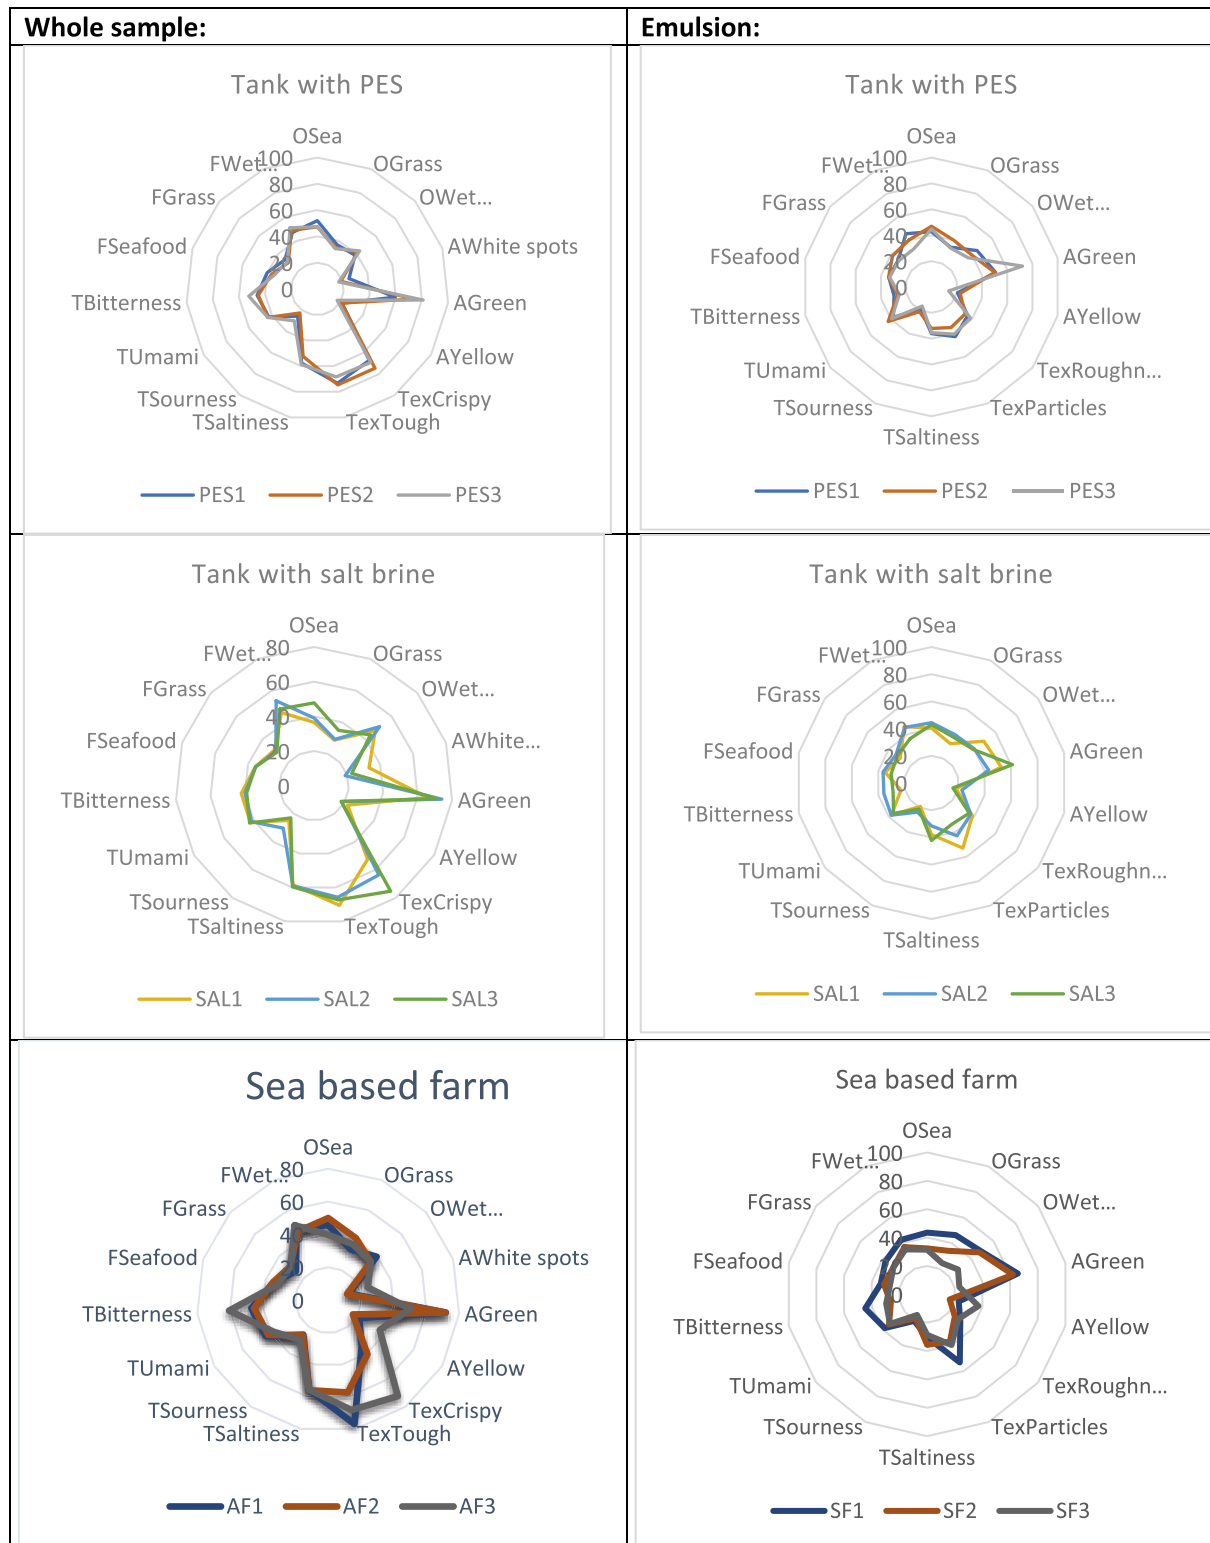 Whole sample:
Emulsion:
Tank with PES
OSea
OGrass
OWet...
AWhite spots
AGreen
AYellow
TexCrispy
TexTough
TSaltiness
TSourness
TUmami
TBitterness
FSeafood
FGrass
FWet...
100
80
60
40
20
0
PES1 PES2 PES3
Tank with PES
OSea
OGrass
OWet...
AGreen
AYellow
TexRoughn...
TexParticles
TSaltiness
TSourness
TUmami
TBitterness
FSeafood
FGrass
FWet...
100
80
60
40
20
0
PES1 PES2 PES3
Tank with salt brine
OSea
OGrass
OWet...
AWhite...
AGreen
AYellow
TexCrispy
TexTough
TSaltiness
TSourness
TUmami
TBitterness
FSeafood
FGrass
FWet...
80
60
40
20
0
SAL1 SAL2 SAL3
Tank with salt brine
OSea
OGrass
OWet...
AGreen
AYellow
TexRoughn...
TexParticles
TSaltiness
TSourness
TUmami
TBitterness
FSeafood
FGrass
FWet...
100
80
60
40
20
0
SAL1 SAL2 SAL3
Sea based farm
OSea
OGrass
OWet...
AWhite spots
AGreen
AYellow
TexCrispy
TexTough
TSaltiness
TSourness
TUmami
TBitterness
FSeafood
FGrass
FWet...
80
60
40
20
0
AF1 AF2 AF3
Sea based farm
OSea
OGrass
OWet...
AGreen
AYellow
TexRoughn...
TexParticles
TSaltiness
TSourness
TUmami
TBitterness
FSeafood
FGrass
FWet...
100
80
60
40
20
0
SF1 SF2 SF3